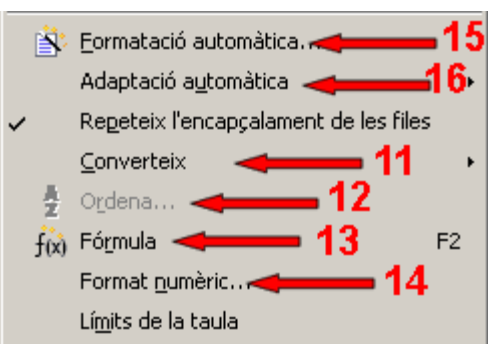 Formatació automàtica... 15
Adaptació automàtica 16
Repeteix l'encapçalament de les files
Converteix 11
A Z Ordena... 12
f(x) Fórmula 13 F2
Format numèric... 14
Límits de la taula